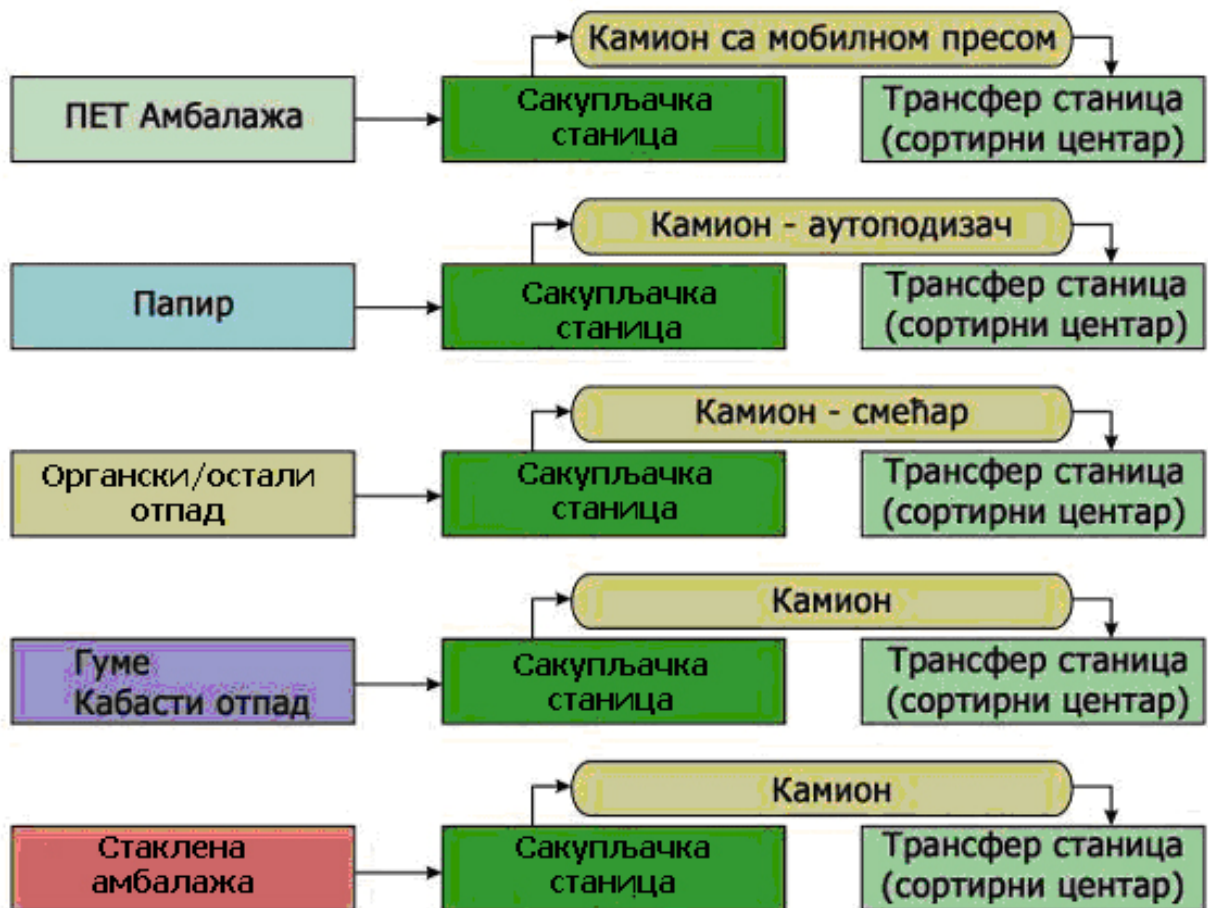 Камион са мобилном пресом
ПЕТ Амбалажа
Сакупљачка
станица
Трансфер станица
(сортирни центар)
Камион - аутоподизач
Папир
Сакупљачка
станица
Трансфер станица
(сортирни центар)
Камион - смећар
Органски/остали
отпад
Сакупљачка
станица
Трансфер станица
(сортирни центар)
Камион
Гуме
Кабасти отпад
Сакупљачка
станица
Трансфер станица
(сортирни центар)
Камион
Стаклена
амбалажа
Сакупљачка
станица
Трансфер станица
(сортирни центар)